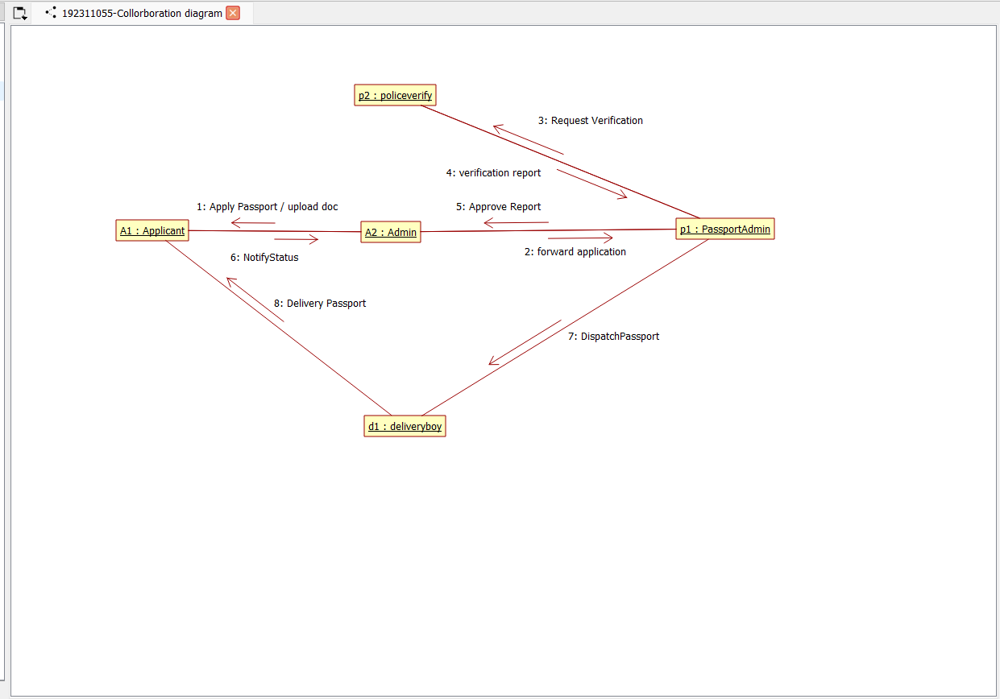 192311055-Collorboration diagram
p2 : policeverify
3: Request Verification
4: verification report
1: Apply Passport / upload doc
5: Approve Report
A1 : Applicant
A2 : Admin
p1 : PassportAdmin
6: NotifyStatus
2: forward application
8: Delivery Passport
7: DispatchPassport
d1 : deliveryboy